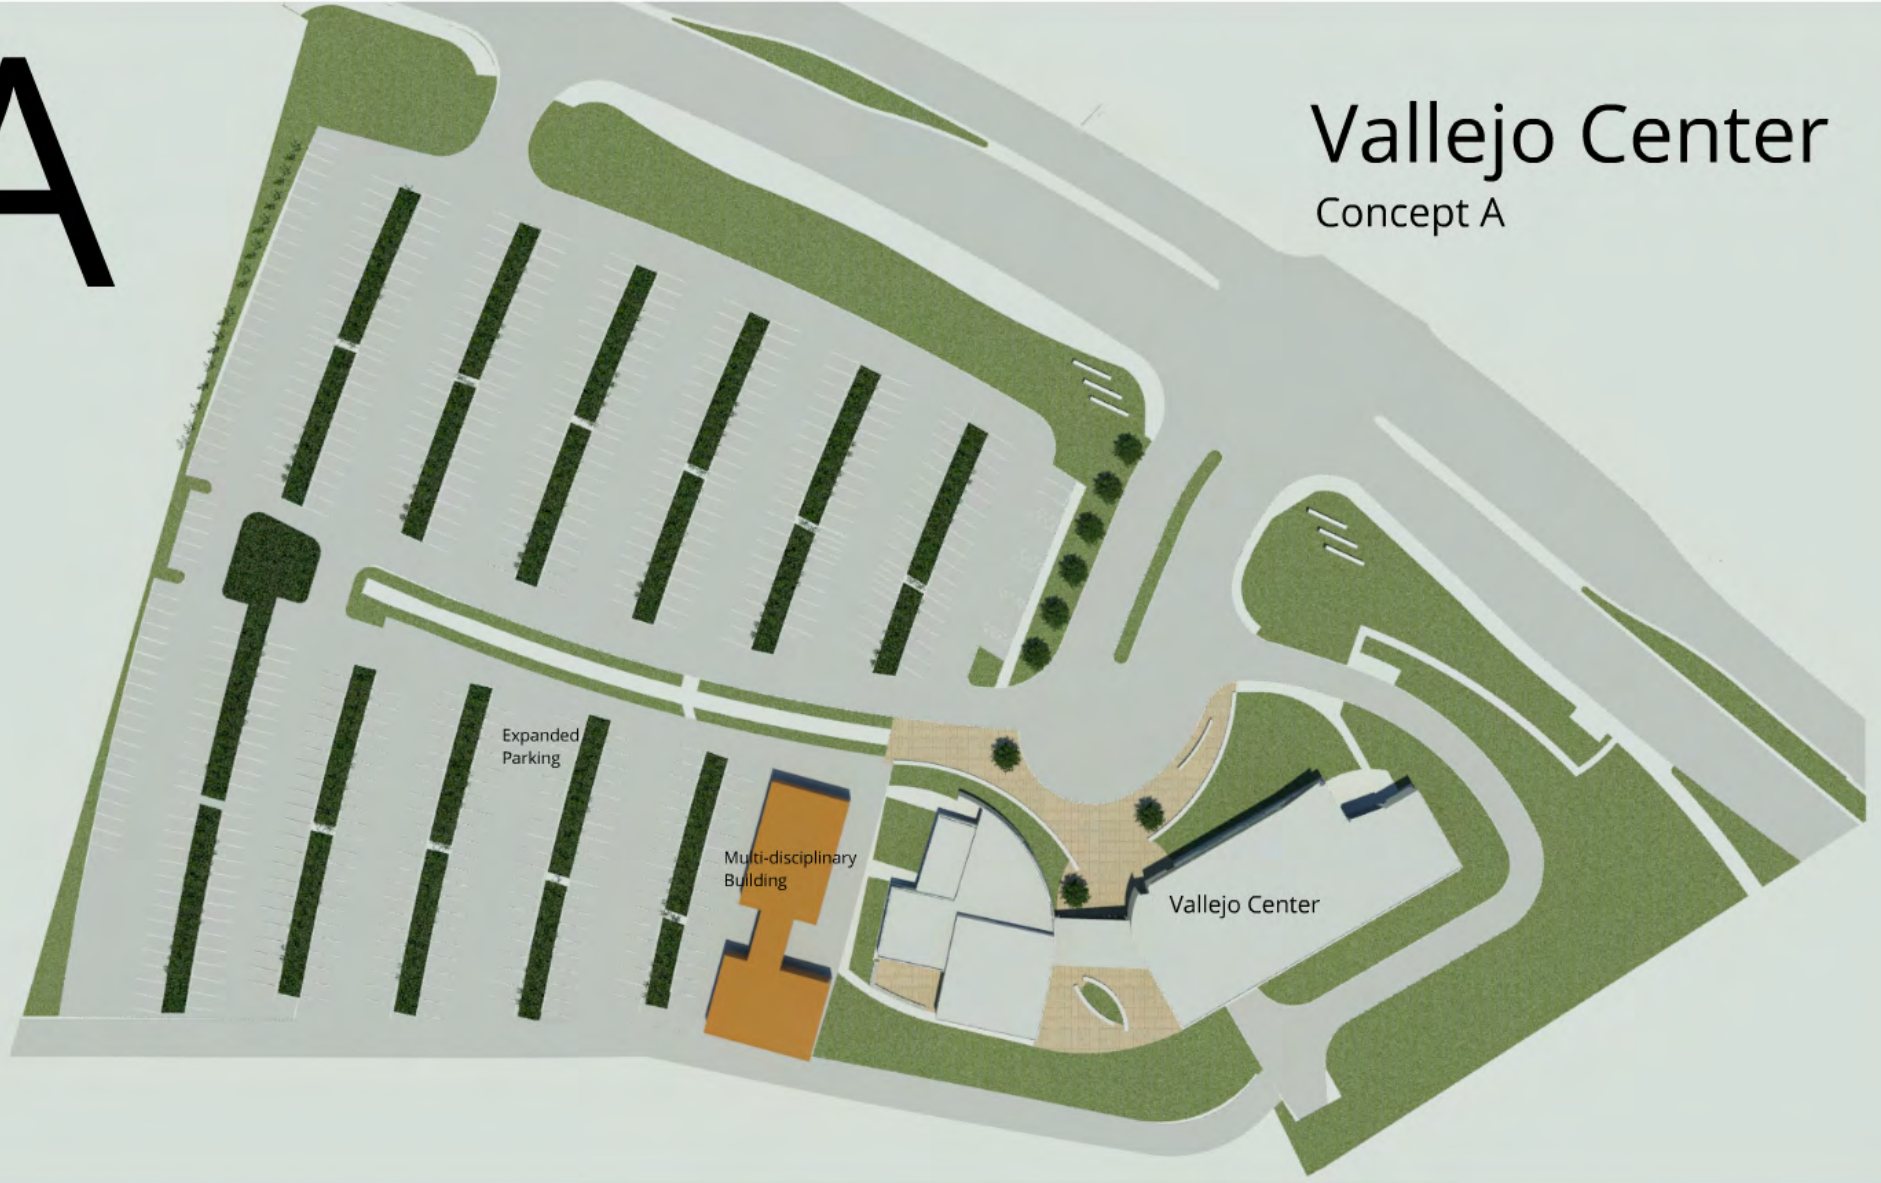 A
Vallejo Center
Concept A
Expanded
Parking
Multi-disciplinary
Building
Vallejo Center